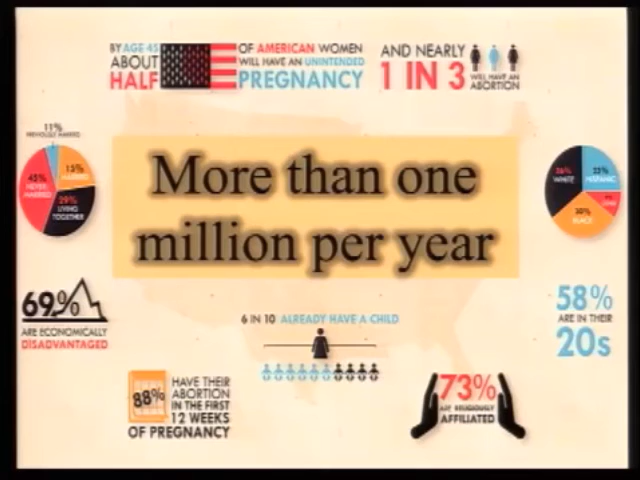 BY AGE 45
ABOUT
HALF
OF AMERICAN WOMEN
WILL HAVE AN UNINTENDED
PREGNANCY
AND NEARLY
1 IN 3
WILL HAVE AN
ABORTION
11%
PREVIOUSLY MARRIED
15%
MARRIED
45%
NEVER
MARRIED
29%
LIVING
TOGETHER
More than one
million per year
36%
WHITE
25%
HISPANIC
30%
BLACK
69%
ARE ECONOMICALLY
DISADVANTAGED
6 IN 10 ALREADY HAVE A CHILD
58%
ARE IN THEIR
20s
88%
HAVE THEIR
ABORTION
IN THE FIRST
12 WEEKS
OF PREGNANCY
73%
ARE RELIGIOUSLY
AFFILIATED